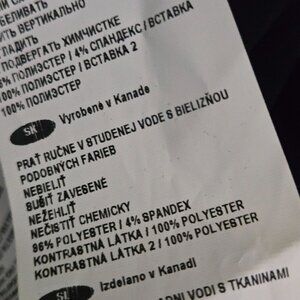 БЕЛИВАТЬ
ИТЬ ВЕРТИКАЛЬНО
ГЛАДИТЬ
ПОДВЕРГАТЬ ХИМЧИСТКЕ
% ПОЛИЭСТЕР / 4% СПАНДЕКС / ВСТАВКА
100% ПОЛИЭСТЕР / ВСТАВКА 2
100% ПОЛИЭСТЕР
SK Vyrobené v Kanade
PRAŤ RUČNE V STUDENEJ VODE S BIELIZŇOU
PODOBNÝCH FARIEB
NEBIELIŤ
SUŠIŤ ZAVESENÉ
NEŽEHLIŤ
NEČISTIŤ CHEMICKY
96% POLYESTER / 4% SPANDEX
KONTRASTNÁ LÁTKA / 100% POLYESTER
KONTRASTNÁ LÁTKA 2 / 100% POLYESTER
Izdelano v Kanadi
VODI S TKANINAMI